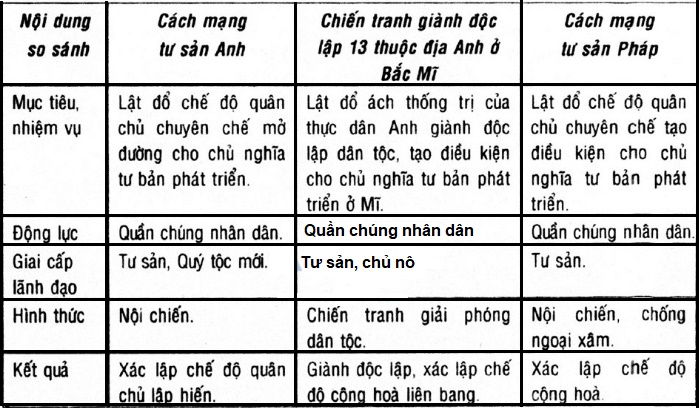 Nội dung so sánh
Cách mạng tư sản Anh
Chiến tranh giành độc lập 13 thuộc địa Anh ở Bắc Mĩ
Cách mạng tư sản Pháp
Mục tiêu, nhiệm vụ
Lật đổ chế độ quân chủ chuyên chế mở đường cho chủ nghĩa tư bản phát triển.
Lật đổ ách thống trị của thực dân Anh giành độc lập dân tộc, tạo điều kiện cho chủ nghĩa tư bản phát triển ở Mĩ.
Lật đổ chế độ quân chủ chuyên chế tạo điều kiện cho chủ nghĩa tư bản phát triển.
Động lực
Quần chúng nhân dân.
Quần chúng nhân dân
Quần chúng nhân dân.
Giai cấp lãnh đạo
Tư sản, Quý tộc mới.
Tư sản, chủ nô
Tư sản.
Hình thức
Nội chiến.
Chiến tranh giải phóng dân tộc.
Nội chiến, chống ngoại xâm.
Kết quả
Xác lập chế độ quân chủ lập hiến.
Giành độc lập, xác lập chế độ cộng hoà liên bang.
Xác lập chế độ cộng hoà